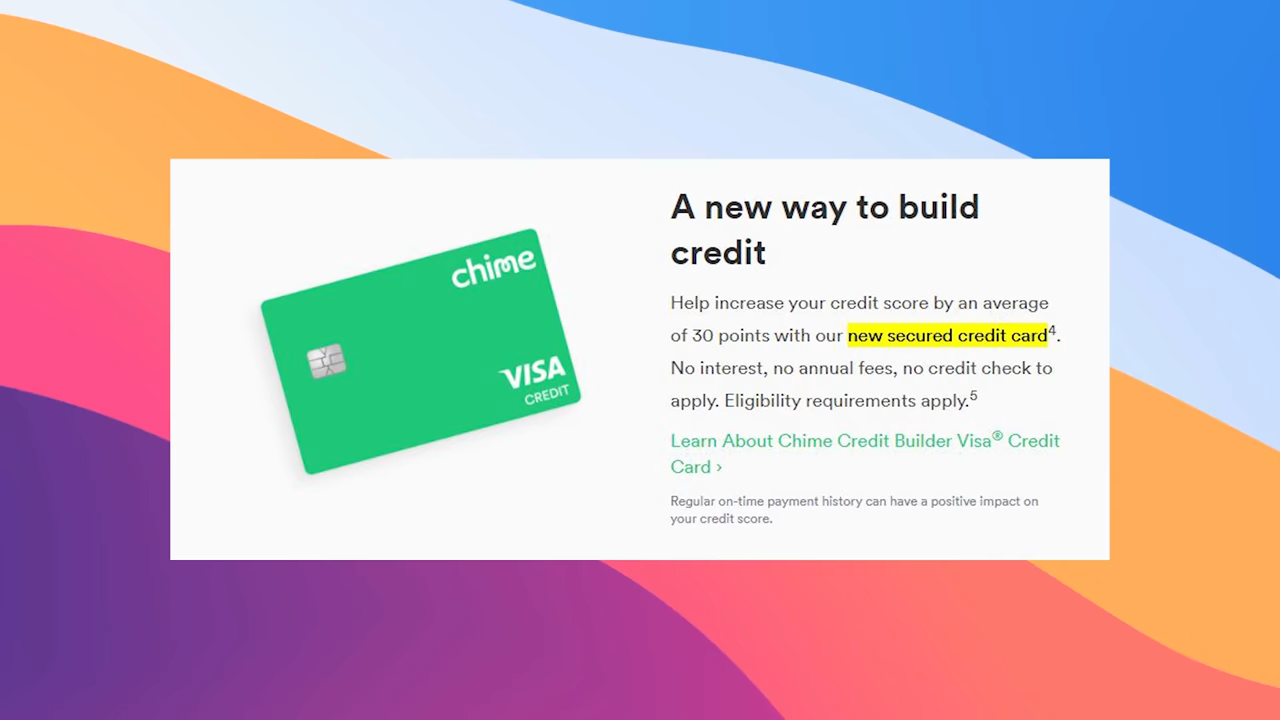 chime
VISA
CREDIT
A new way to build
credit
Help increase your credit score by an average
of 30 points with our new secured credit card⁴.
No interest, no annual fees, no credit check to
apply. Eligibility requirements apply.⁵
Learn About Chime Credit Builder Visa® Credit
Card ›
Regular on-time payment history can have a positive impact on
your credit score.